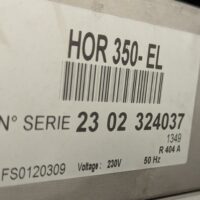 HOR 350- EL
N° SERIE 23 02 324037
1349
R 404 A
FS0120309 Voltage : 230V 50 Hz